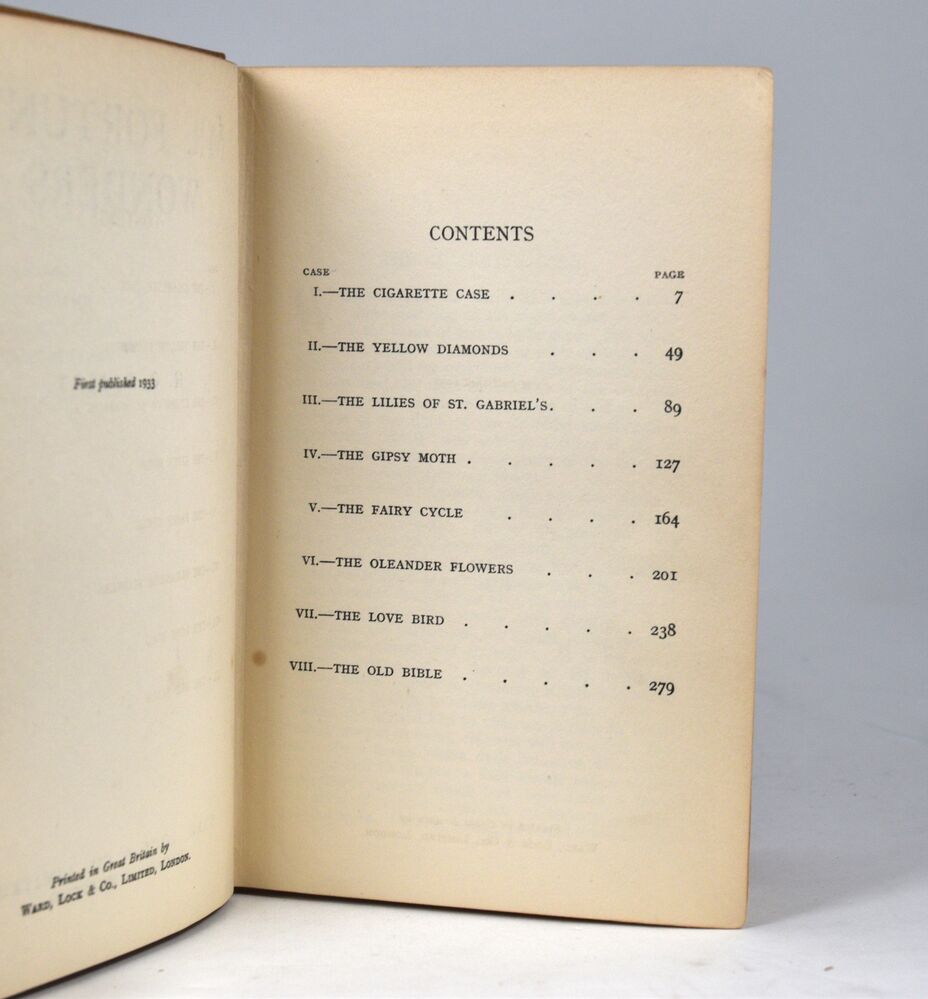 First published 1933
Printed in Great Britain by
WARD, LOCK & CO., LIMITED, LONDON.
CONTENTS
CASE PAGE
I.—THE CIGARETTE CASE . . . . 7
II.—THE YELLOW DIAMONDS . . . 49
III.—THE LILIES OF ST. GABRIEL'S. . . 89
IV.—THE GIPSY MOTH . . . . . 127
V.—THE FAIRY CYCLE . . . . 164
VI.—THE OLEANDER FLOWERS . . . 201
VII.—THE LOVE BIRD . . . . . 238
VIII.—THE OLD BIBLE . . . . . 279